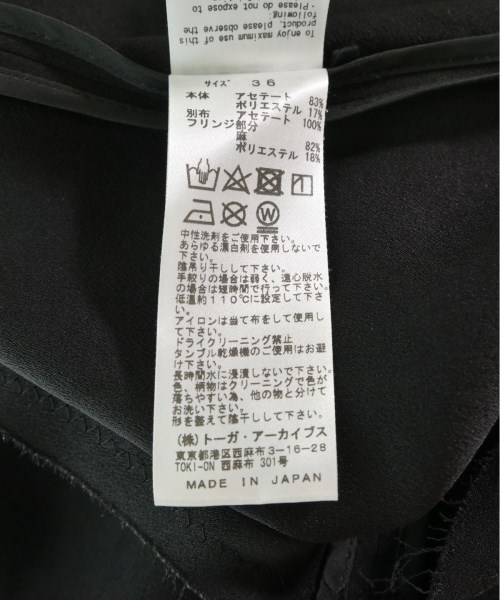 To enjoy maximum use of this
product, please observe the
following.
・Please do not expose to
サイズ 36
本体 アセテート 83%
ポリエステル 17%
別布 アセテート 100%
フリンジ部分
麻 82%
ポリエステル 18%
W
中性洗剤をご使用下さい。
あらゆる漂白剤を使用しないで
下さい。
陰吊り干しして下さい。
手絞りの場合は弱く、遠心脱水
の場合は短時間で行って下さい。
低温約110℃に設定して下さ
い。
アイロンは当て布をして使用し
て下さい。
ドライクリーニング禁止
タンブル乾燥機のご使用はお避
け下さい。
長時間水に浸漬しないで下さい。
色、柄物はクリーニングで色が
落ちやすい為、他の物と分けて
お洗い下さい。
形を整えて陰干しして下さい。
(株)トーガ・アーカイブス
東京都港区西麻布3-16-28
TOKI-ON 西麻布 301号
MADE IN JAPAN